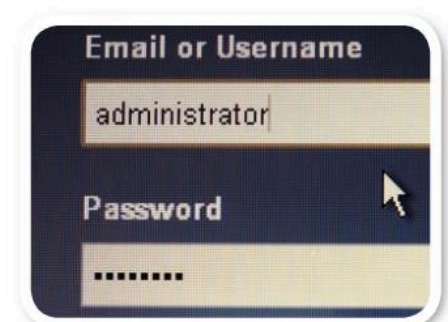 Email or Username
administrator
Password
••••••••